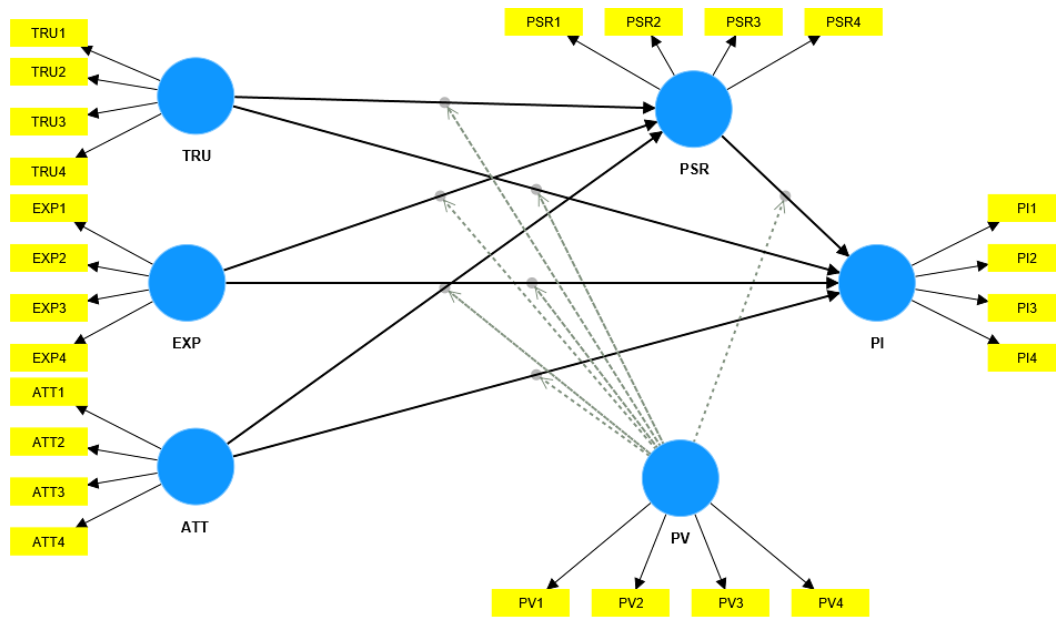 PSR1
PSR2
PSR3
PSR4
TRU1
TRU2
TRU3
TRU4
TRU
PSR
EXP1
EXP2
EXP3
EXP4
EXP
PI1
PI2
PI3
PI4
PI
ATT1
ATT2
ATT3
ATT4
ATT
PV
PV1
PV2
PV3
PV4